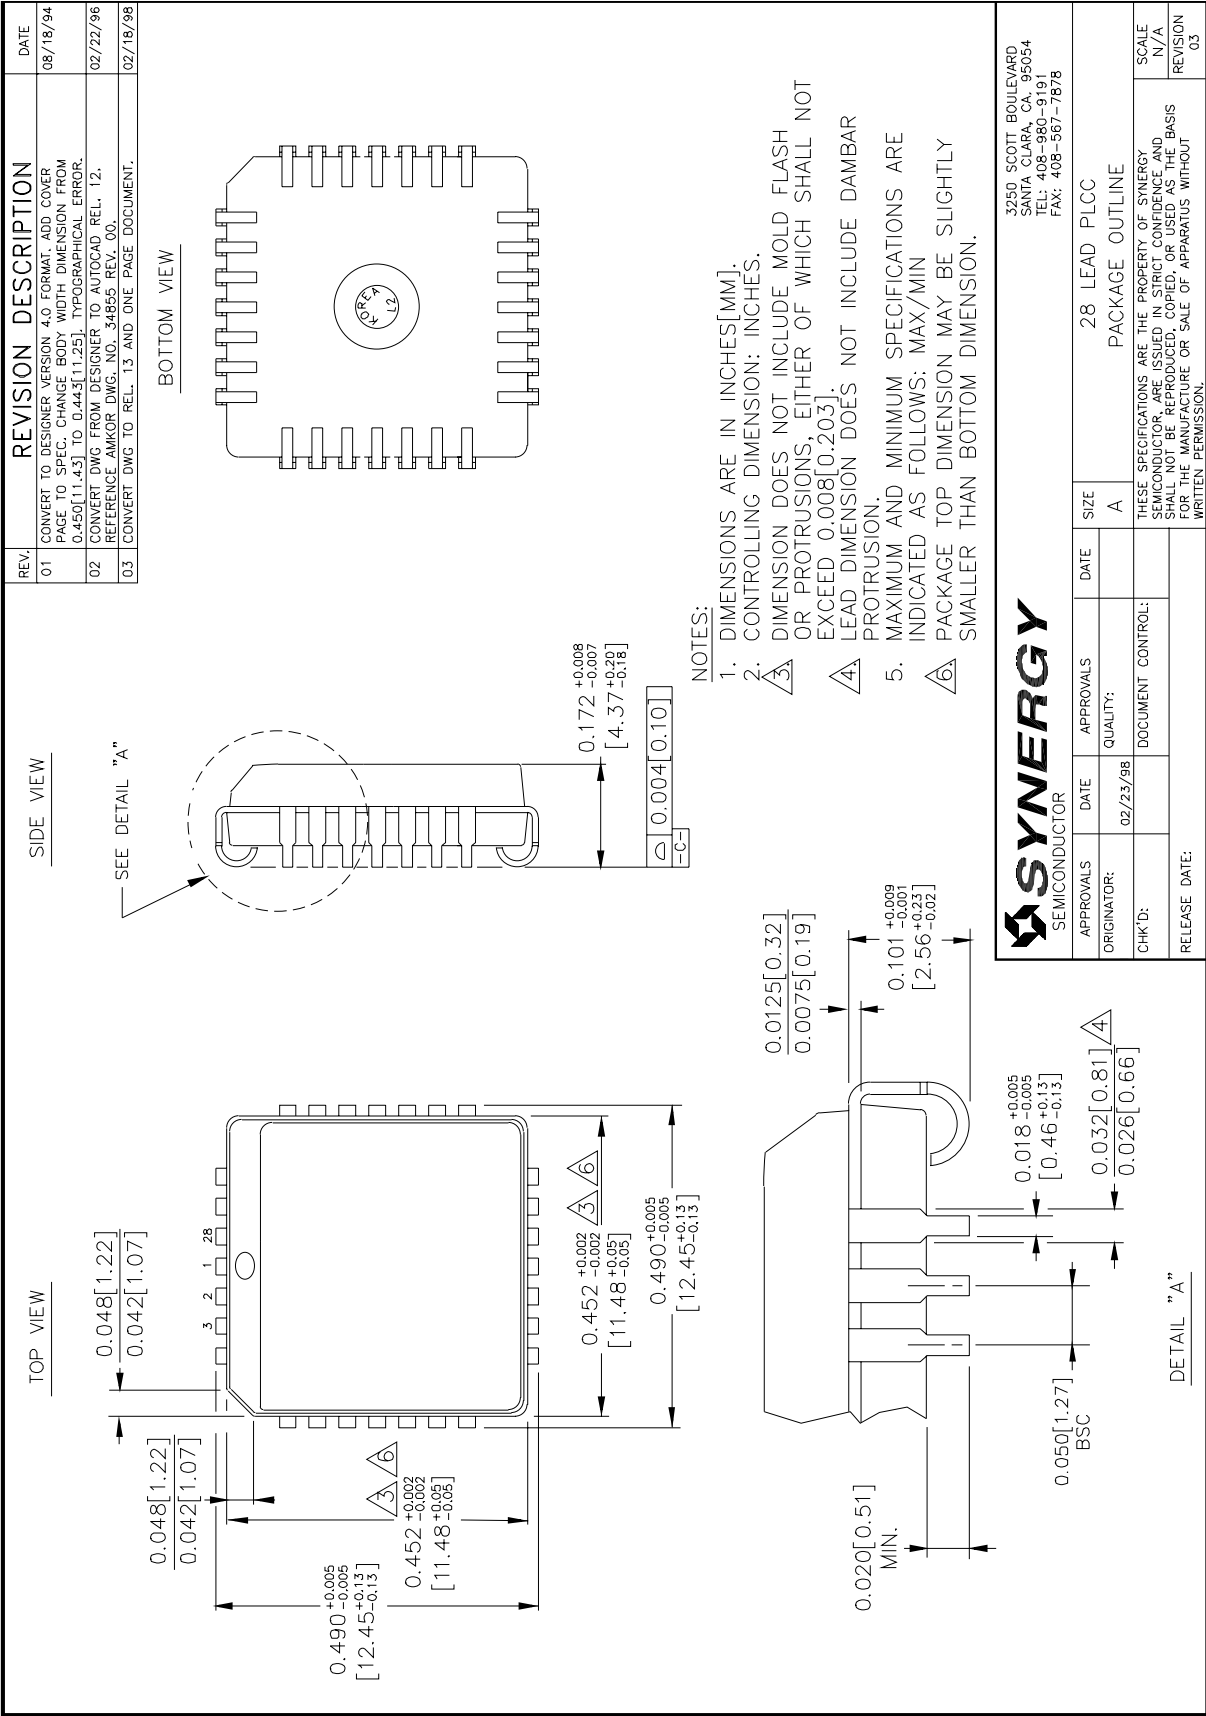 TOP VIEW
0.048[1.22]
0.042[1.07]
3 2 1 28
0.048[1.22]
0.042[1.07]
0.452 +0.002 -0.002
[11.48 +0.05 -0.05]
3 6
0.490 +0.005 -0.005
[12.45 +0.13 -0.13]
0.452 +0.002 -0.002 3 6
[11.48 +0.05 -0.05]
0.490 +0.005 -0.005
[12.45 +0.13 -0.13]
SIDE VIEW
SEE DETAIL "A"
0.172 +0.008 -0.007
[4.37 +0.20 -0.18]
0.004[0.10]
-C-
REV. REVISION DESCRIPTION DATE
01 CONVERT TO DESIGNER VERSION 4.0 FORMAT. ADD COVER 08/18/94
PAGE TO SPEC. CHANGE BODY WIDTH DIMENSION FROM
0.450[11.43] TO 0.443[11.25]. TYPOGRAPHICAL ERROR.
02 CONVERT DWG FROM DESIGNER TO AUTOCAD REL. 12. 02/22/96
REFERENCE AMKOR DWG. NO. 34855 REV. 00.
03 CONVERT DWG TO REL. 13 AND ONE PAGE DOCUMENT. 02/18/98
BOTTOM VIEW
KOREA
L2
NOTES:
1. DIMENSIONS ARE IN INCHES[MM].
2. CONTROLLING DIMENSION: INCHES.
3. DIMENSION DOES NOT INCLUDE MOLD FLASH
OR PROTRUSIONS, EITHER OF WHICH SHALL NOT
EXCEED 0.008[0.203].
4. LEAD DIMENSION DOES NOT INCLUDE DAMBAR
PROTRUSION.
5. MAXIMUM AND MINIMUM SPECIFICATIONS ARE
INDICATED AS FOLLOWS: MAX/MIN
6. PACKAGE TOP DIMENSION MAY BE SLIGHTLY
SMALLER THAN BOTTOM DIMENSION.
0.0125[0.32]
0.0075[0.19]
0.101 +0.009 -0.001
[2.56 +0.23 -0.02]
0.018 +0.005 -0.005
[0.46 +0.13 -0.13]
0.032[0.81] 4
0.026[0.66]
0.020[0.51]
MIN.
0.050[1.27]
BSC
DETAIL "A"
SYNERGY
SEMICONDUCTOR
3250 SCOTT BOULEVARD
SANTA CLARA, CA. 95054
TEL: 408-980-9191
FAX: 408-567-7878
APPROVALS DATE APPROVALS DATE
ORIGINATOR: 02/23/98 QUALITY:
CHK'D: DOCUMENT CONTROL:
RELEASE DATE:
SIZE
A
28 LEAD PLCC
PACKAGE OUTLINE
THESE SPECIFICATIONS ARE THE PROPERTY OF SYNERGY
SEMICONDUCTOR, ARE ISSUED IN STRICT CONFIDENCE AND
SHALL NOT BE REPRODUCED, COPIED, OR USED AS THE BASIS
FOR THE MANUFACTURE OR SALE OF APPARATUS WITHOUT
WRITTEN PERMISSION.
SCALE
N/A
REVISION
03